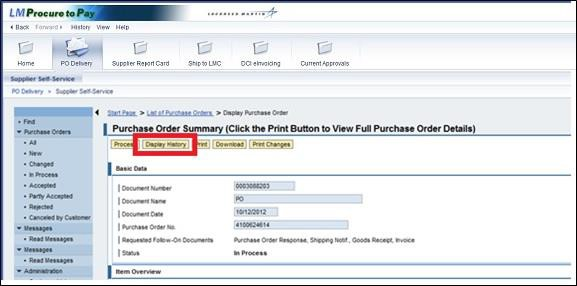 LMProcure to Pay
LOCKHEED MARTIN
Back Forward History View Help
Home PO Delivery Supplier Report Card Ship to LMC DCI eInvoicing Current Approvals
Supplier Self-Service
PO Delivery > Supplier Self-Service
Start Page > List of Purchase Orders > Display Purchase Order
Purchase Order Summary (Click the Print Button to View Full Purchase Order Details)
Process Display History Print Download Print Changes
Find
Purchase Orders
All
New
Changed
In Process
Accepted
Partly Accepted
Rejected
Canceled by Customer
Messages
Read Messages
Messages
Read Messages
Administration
Basic Data
Document Number 0003088203
Document Name PO
Document Date 10/12/2012
Purchase Order No. 4100624614
Requested Follow-On Documents Purchase Order Response, Shipping Notif., Goods Receipt, Invoice
Status In Process
Item Overview